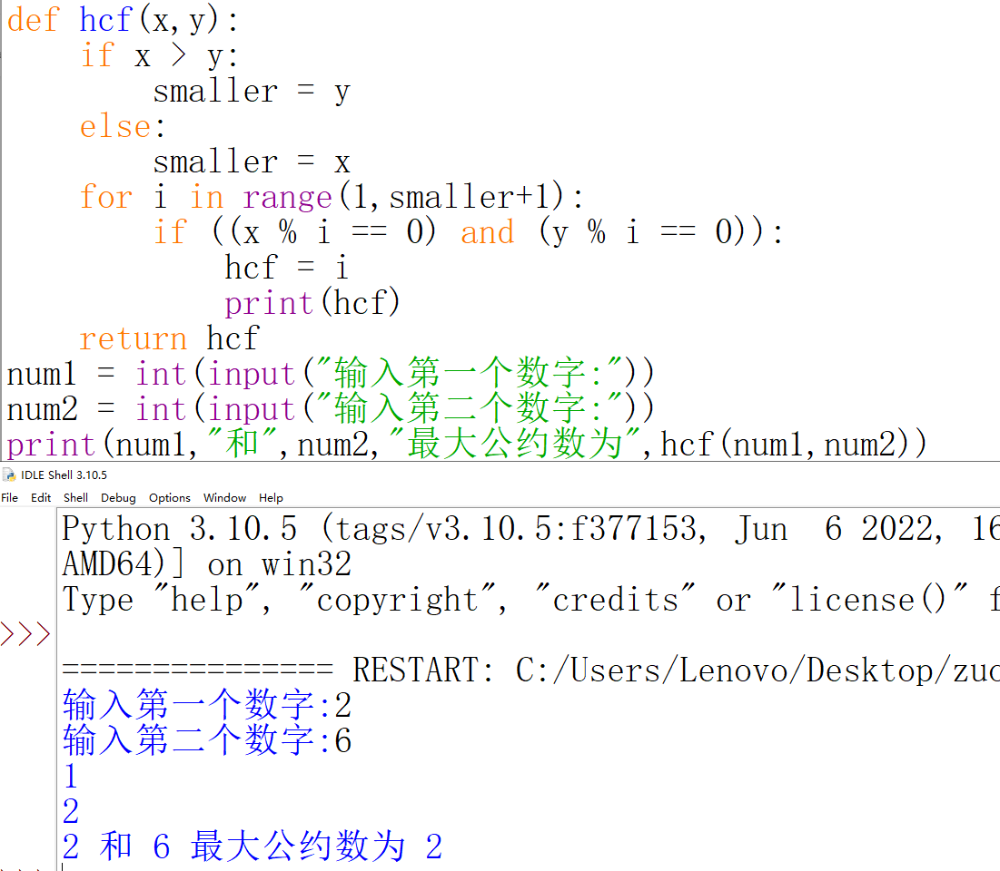 def hcf(x,y):
    if x > y:
        smaller = y
    else:
        smaller = x
    for i in range(1,smaller+1):
        if ((x % i == 0) and (y % i == 0)):
            hcf = i
            print(hcf)
    return hcf
num1 = int(input("输入第一个数字:"))
num2 = int(input("输入第二个数字:"))
print(num1,"和",num2,"最大公约数为",hcf(num1,num2))
IDLE Shell 3.10.5
File Edit Shell Debug Options Window Help
Python 3.10.5 (tags/v3.10.5:f377153, Jun  6 2022, 16
AMD64)] on win32
Type "help", "copyright", "credits" or "license()" f
>>>
=============== RESTART: C:/Users/Lenovo/Desktop/zuo
输入第一个数字:2
输入第二个数字:6
1
2
2 和 6 最大公约数为 2